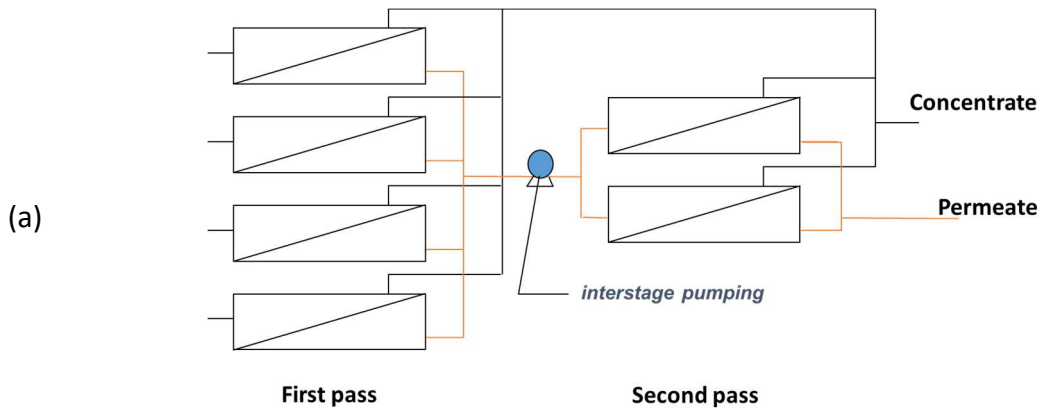 Concentrate
(a)
Permeate
interstage pumping
First pass
Second pass